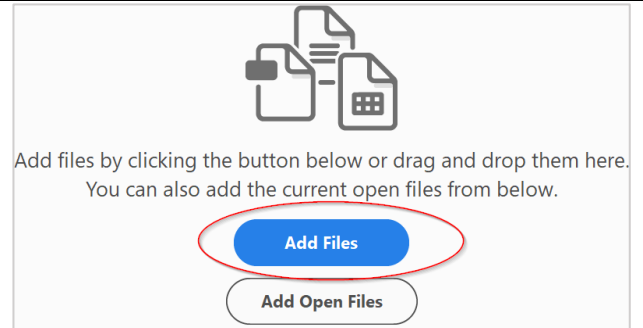 Add files by clicking the button below or drag and drop them here.
You can also add the current open files from below.
Add Files
Add Open Files